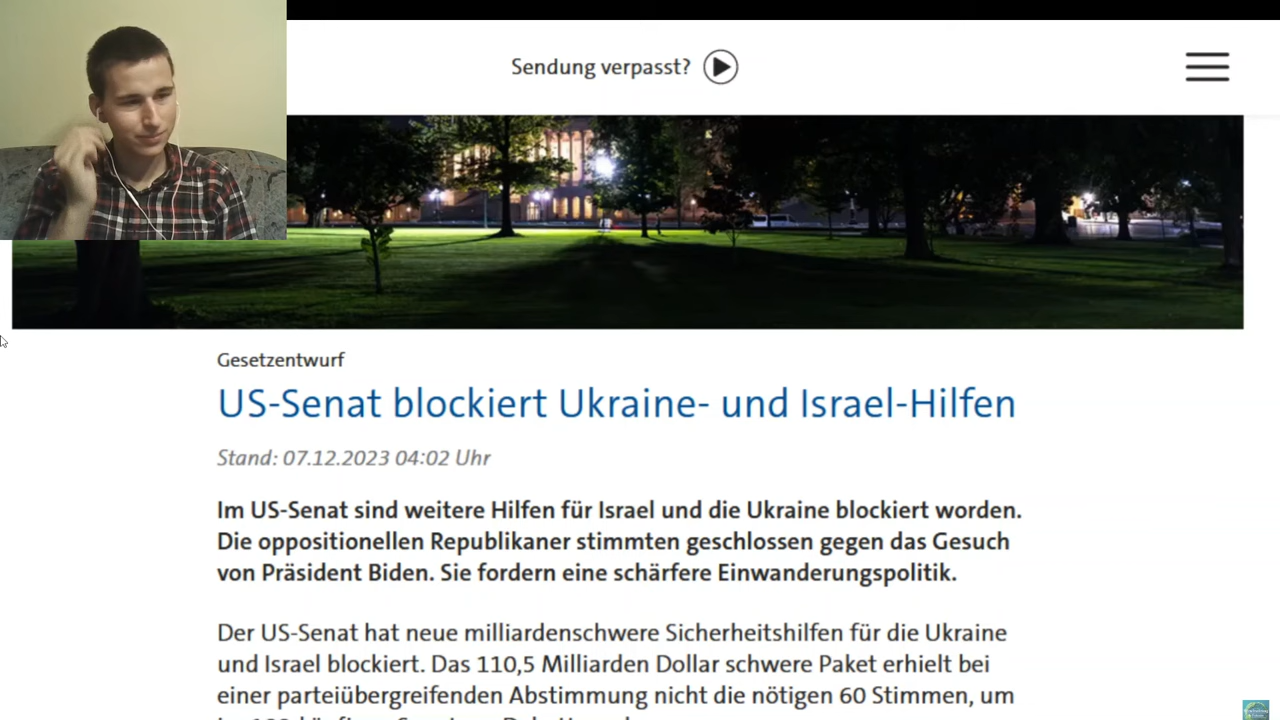 Sendung verpasst?
Gesetzentwurf
US-Senat blockiert Ukraine- und Israel-Hilfen
Stand: 07.12.2023 04:02 Uhr
Im US-Senat sind weitere Hilfen für Israel und die Ukraine blockiert worden.
Die oppositionellen Republikaner stimmten geschlossen gegen das Gesuch
von Präsident Biden. Sie fordern eine schärfere Einwanderungspolitik.
Der US-Senat hat neue milliardenschwere Sicherheitshilfen für die Ukraine
und Israel blockiert. Das 110,5 Milliarden Dollar schwere Paket erhielt bei
einer parteiübergreifenden Abstimmung nicht die nötigen 60 Stimmen, um